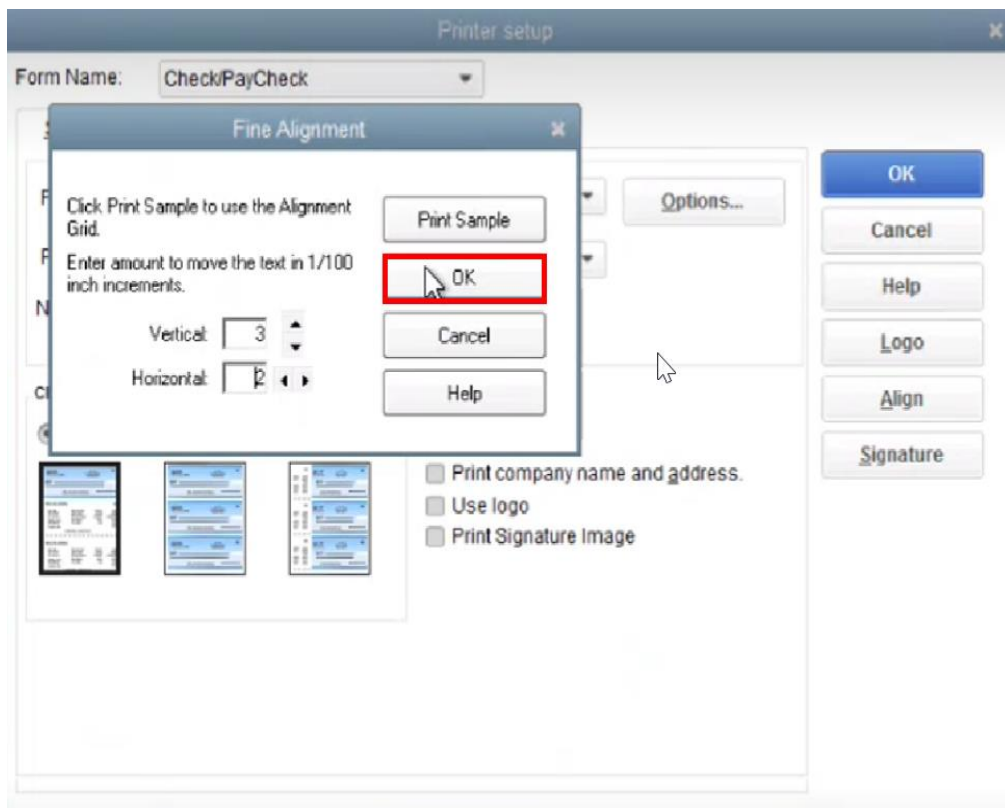 Printer setup
Form Name: Check/PayCheck
Fine Alignment
Click Print Sample to use the Alignment
Grid.
Enter amount to move the text in 1/100
inch increments.
Vertical: 3
Horizontal: 2
Print Sample
OK
Cancel
Help
Options...
OK
Cancel
Help
Logo
Align
Signature
Print company name and address.
Use logo
Print Signature Image